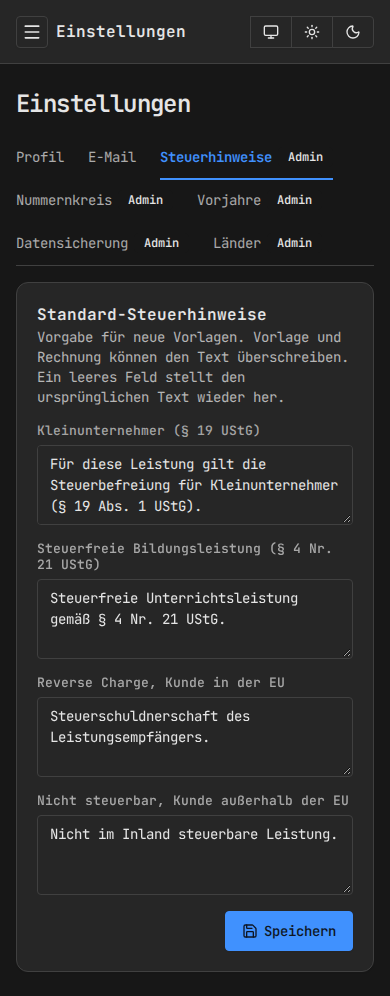 Einstellungen
Einstellungen
Profil E-Mail Steuerhinweise Admin
Nummernkreis Admin Vorjahre Admin
Datensicherung Admin Länder Admin
Standard-Steuerhinweise
Vorgabe für neue Vorlagen. Vorlage und
Rechnung können den Text überschreiben.
Ein leeres Feld stellt den
ursprünglichen Text wieder her.
Kleinunternehmer (§ 19 UStG)
Für diese Leistung gilt die
Steuerbefreiung für Kleinunternehmer
(§ 19 Abs. 1 UStG).
Steuerfreie Bildungsleistung (§ 4 Nr.
21 UStG)
Steuerfreie Unterrichtsleistung
gemäß § 4 Nr. 21 UStG.
Reverse Charge, Kunde in der EU
Steuerschuldnerschaft des
Leistungsempfängers.
Nicht steuerbar, Kunde außerhalb der EU
Nicht im Inland steuerbare Leistung.
Speichern